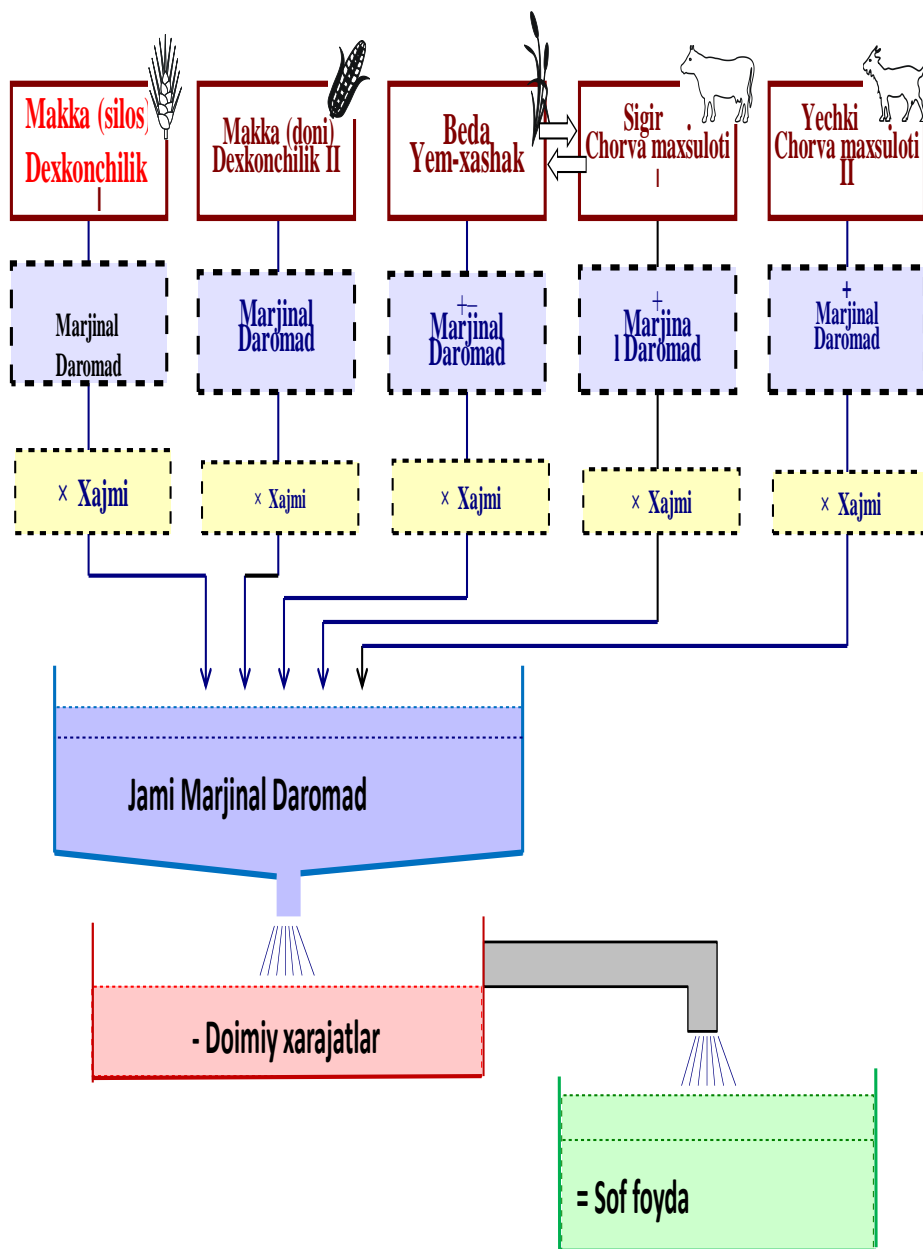 Makka (silos)
Dexkonchilik
I
Makka (doni)
Dexkonchilik II
Beda
Yem-xashak
Sigir
Chorva maxsuloti
I
Yechki
Chorva maxsuloti
II
Marjinal
Daromad
Marjinal
Daromad
+–
Marjinal
Daromad
+
Marjina
l Daromad
+
Marjinal
Daromad
× Xajmi
× Xajmi
× Xajmi
× Xajmi
× Xajmi
Jami Marjinal Daromad
- Doimiy xarajatlar
= Sof foyda